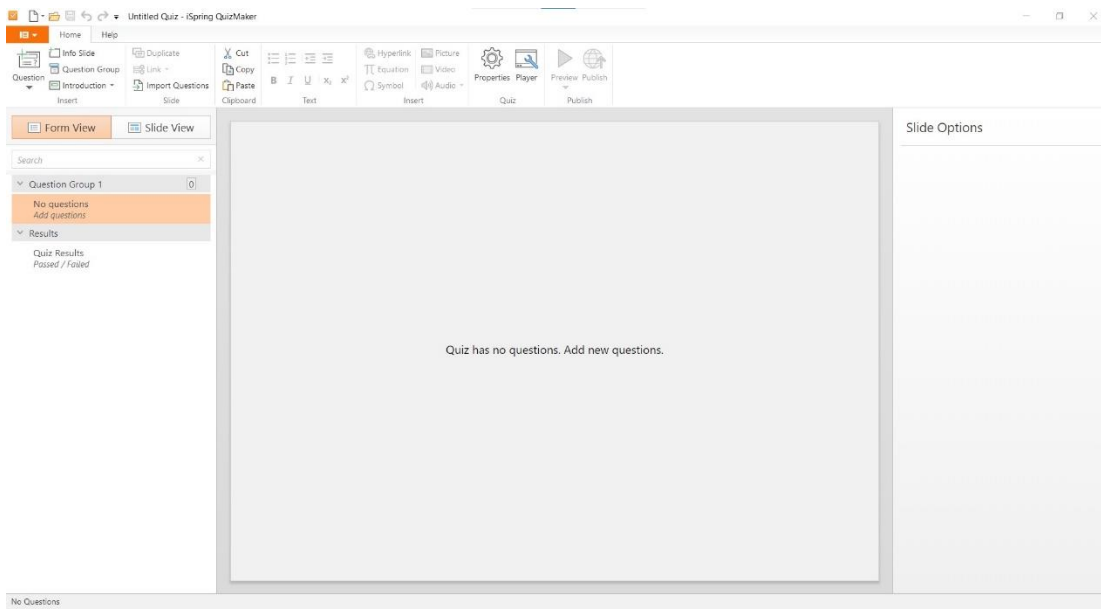 Untitled Quiz - iSpring QuizMaker
Home Help
Question
Info Slide
Question Group
Introduction
Insert
Duplicate
Link
Import Questions
Slide
Cut
Copy
Paste
Clipboard
B I U X₂ X²
Text
Hyperlink
Equation
Symbol
Picture
Video
Audio
Insert
Properties Player
Quiz
Preview Publish
Publish
Form View Slide View
Search
Question Group 1 0
No questions
Add questions
Results
Quiz Results
Passed / Failed
Quiz has no questions. Add new questions.
Slide Options
No Questions